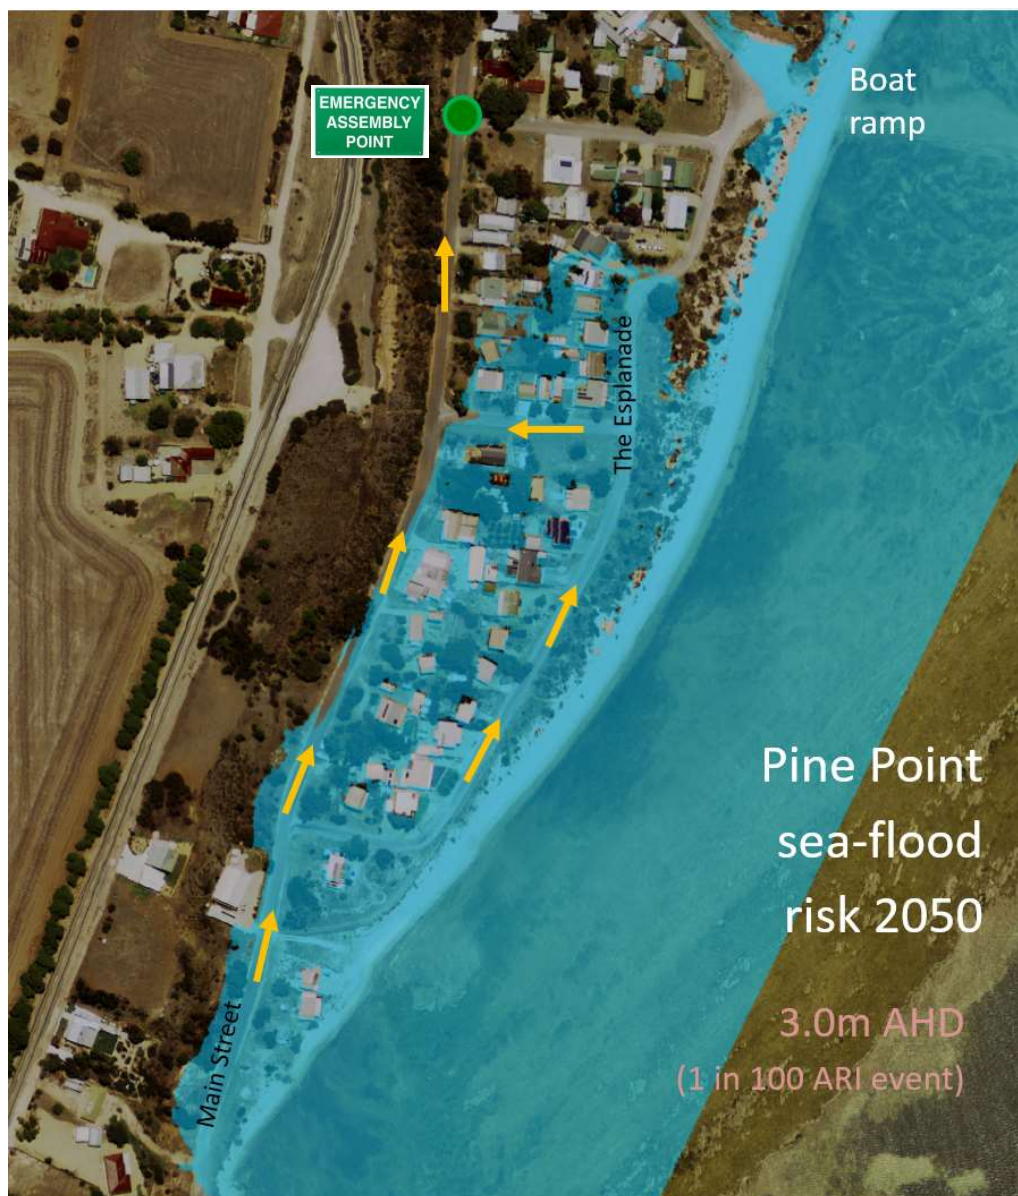 EMERGENCY
ASSEMBLY
POINT
Boat
ramp
The Esplanade
Pine Point
sea-flood
risk 2050
3.0m AHD
(1 in 100 ARI event)
Main Street